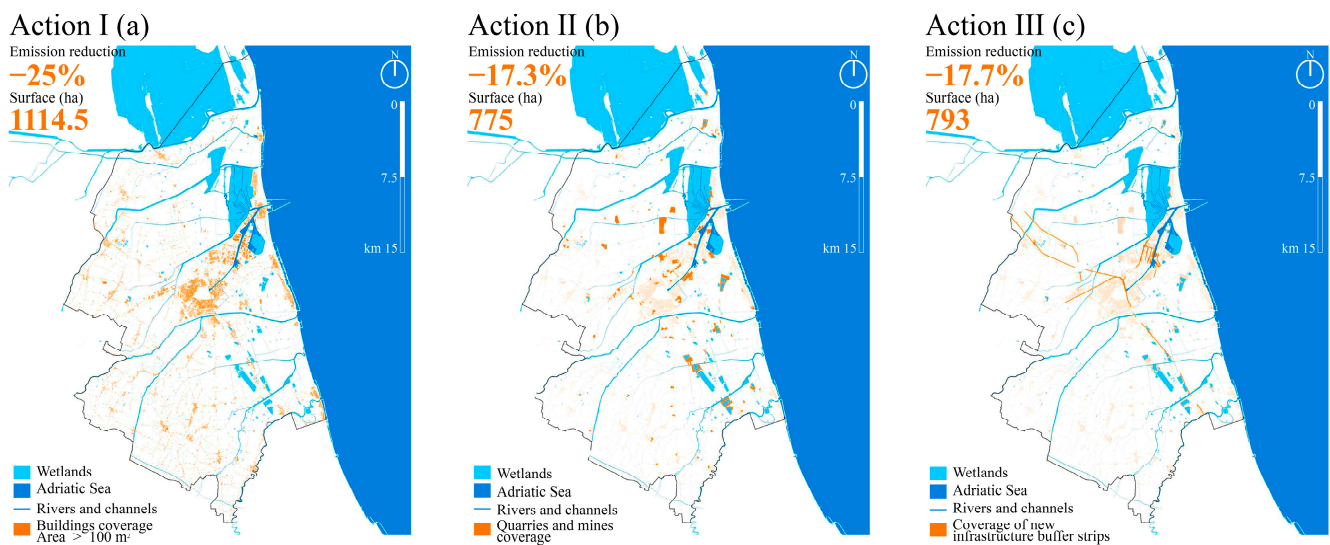 Action I (a)
Emission reduction
−25%
Surface (ha)
1114.5
N
0
7.5
km 15
Wetlands
Adriatic Sea
Rivers and channels
Buildings coverage
Area > 100 m²
Action II (b)
Emission reduction
−17.3%
Surface (ha)
775
N
0
7.5
km 15
Wetlands
Adriatic Sea
Rivers and channels
Quarries and mines
coverage
Action III (c)
Emission reduction
−17.7%
Surface (ha)
793
N
0
7.5
km 15
Wetlands
Adriatic Sea
Rivers and channels
Coverage of new
infrastructure buffer strips